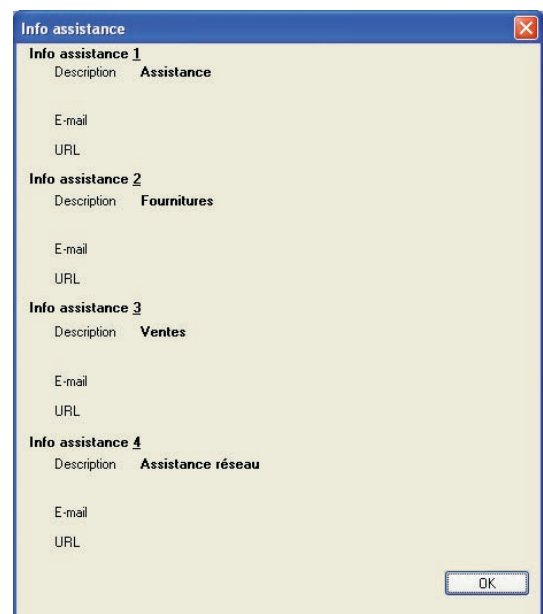 Info assistance
Info assistance 1
Description Assistance
E-mail
URL
Info assistance 2
Description Fournitures
E-mail
URL
Info assistance 3
Description Ventes
E-mail
URL
Info assistance 4
Description Assistance réseau
E-mail
URL
OK